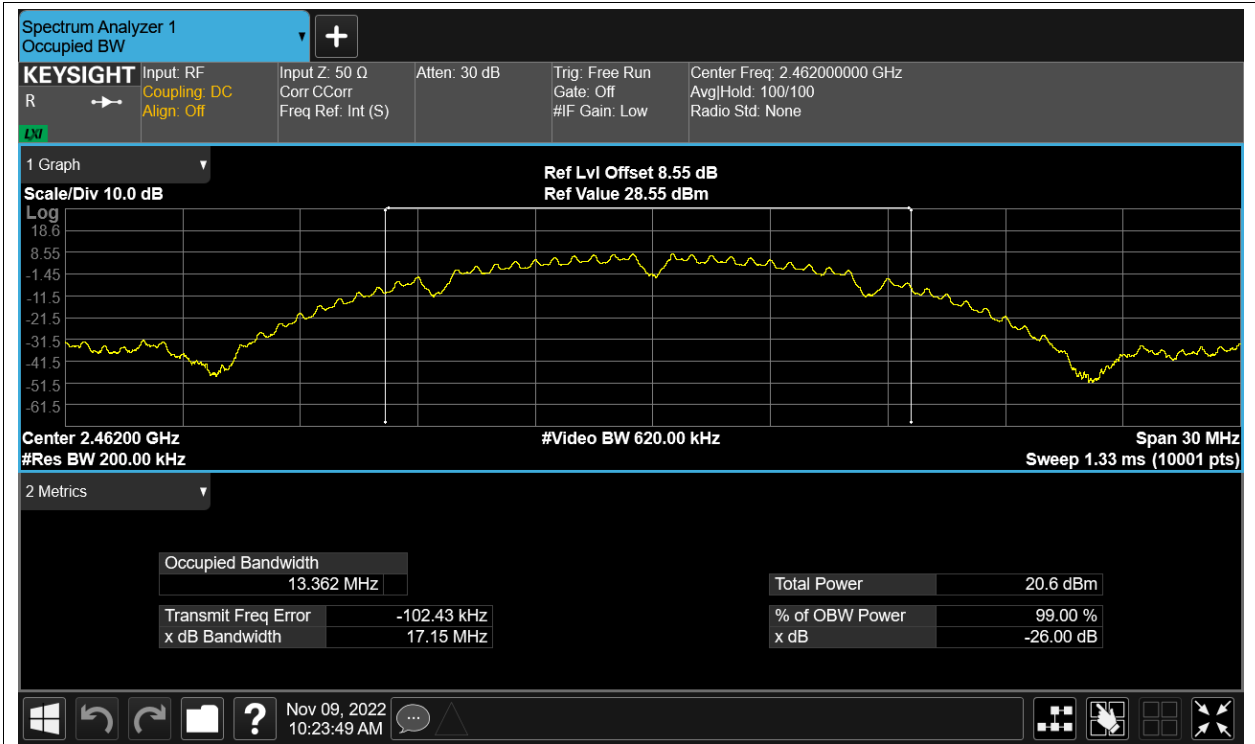 Spectrum Analyzer 1
Occupied BW
KEYSIGHT
R
LXI
Input: RF
Coupling: DC
Align: Off
Input Z: 50 Ω
Corr CCorr
Freq Ref: Int (S)
Atten: 30 dB
Trig: Free Run
Gate: Off
#IF Gain: Low
Center Freq: 2.462000000 GHz
Avg|Hold: 100/100
Radio Std: None
1 Graph
Scale/Div 10.0 dB
Ref Lvl Offset 8.55 dB
Ref Value 28.55 dBm
Log
18.6
8.55
-1.45
-11.5
-21.5
-31.5
-41.5
-51.5
-61.5
Center 2.46200 GHz
#Video BW 620.00 kHz
Span 30 MHz
#Res BW 200.00 kHz
Sweep 1.33 ms (10001 pts)
2 Metrics
Occupied Bandwidth
13.362 MHz
Total Power 20.6 dBm
Transmit Freq Error -102.43 kHz
% of OBW Power 99.00 %
x dB Bandwidth 17.15 MHz
x dB -26.00 dB
?
Nov 09, 2022
10:23:49 AM